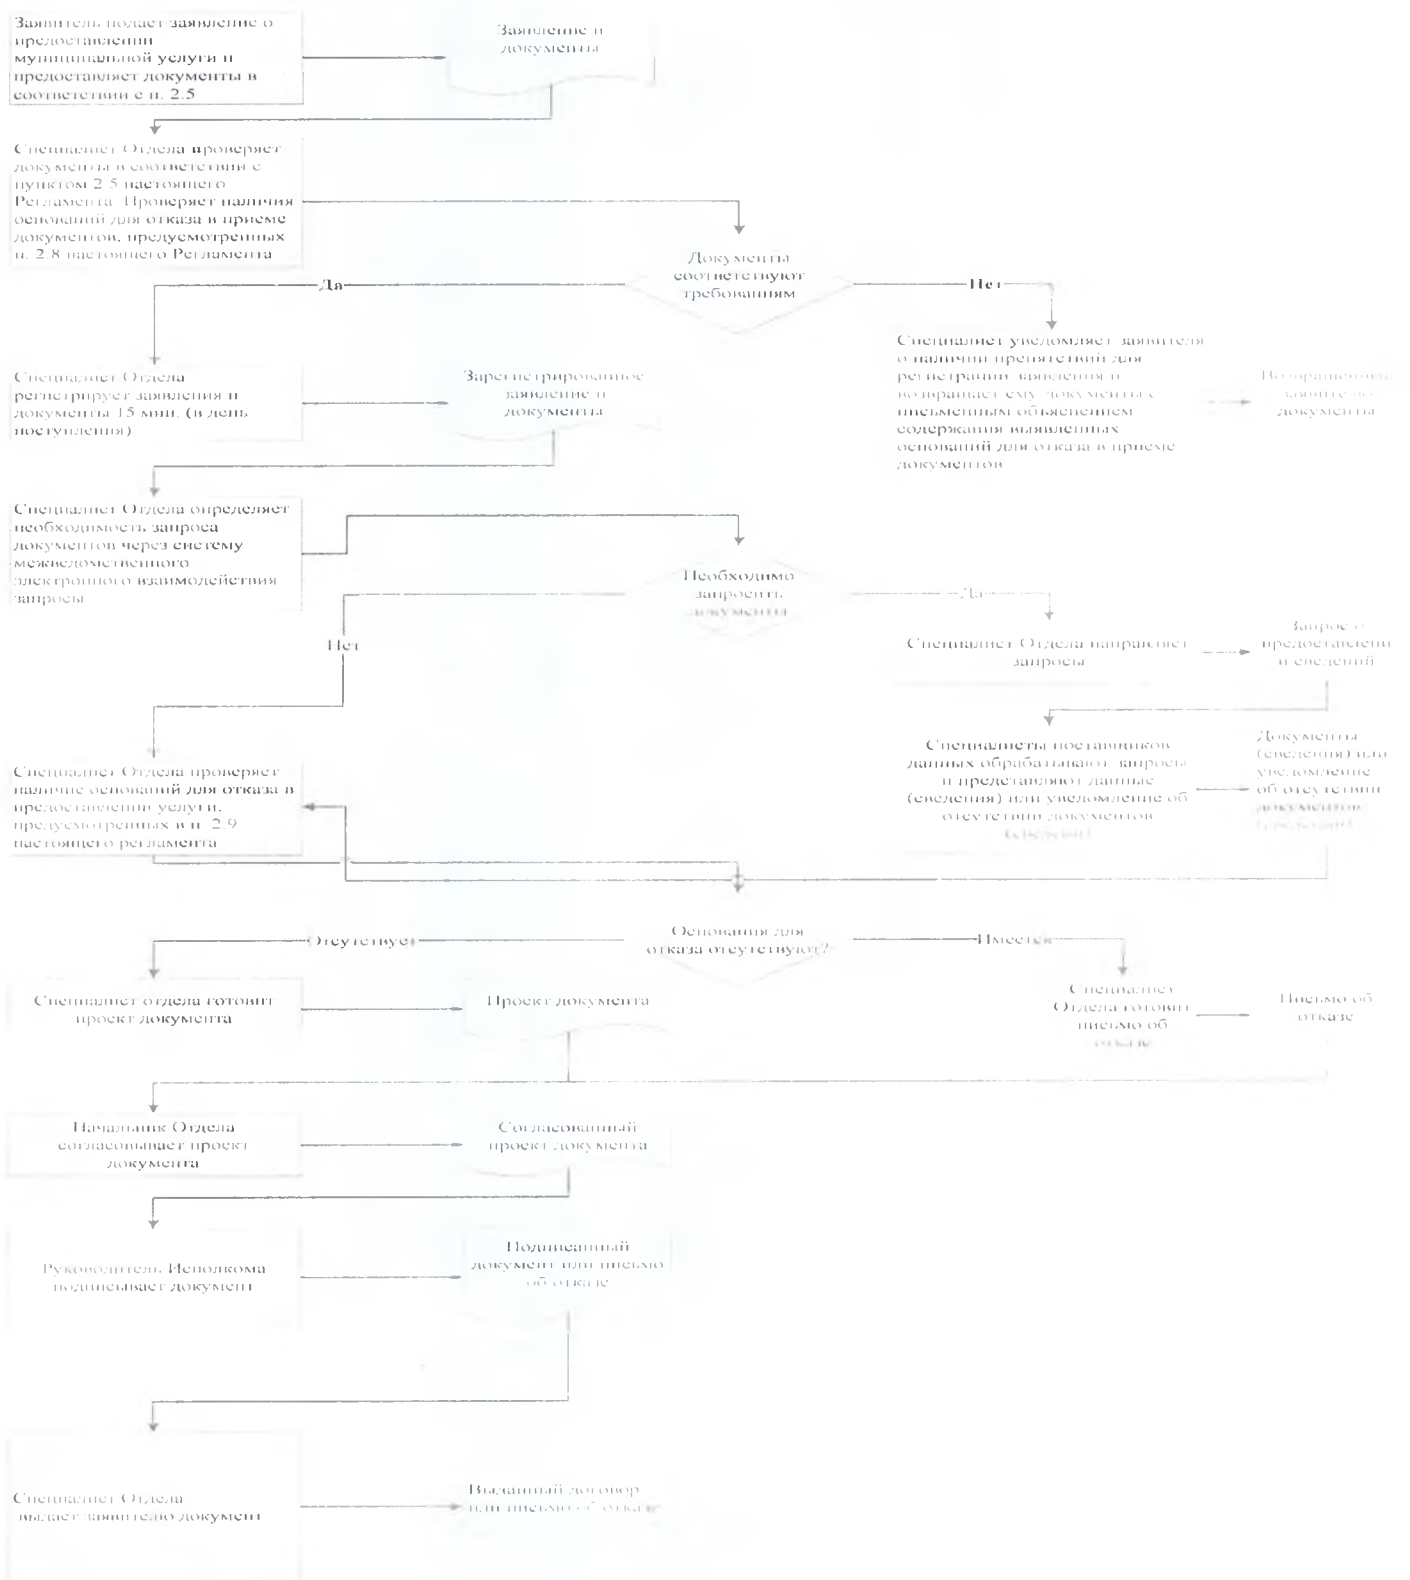 Заявитель подает заявление о
предоставлении
муниципальной услуги и
предоставляет документы в
соответствии с п. 2.5
Заявление и
документы
Специалист Отдела проверяет
документы в соответствии с
пунктом 2.5 настоящего
Регламента. Проверяет наличия
оснований для отказа в приеме
документов, предусмотренных
п. 2.8 настоящего Регламента
Документы
соответствуют
требованиям
Да
Нет
Специалист Отдела
регистрирует заявления и
документы 15 мин. (в день
поступления)
Зарегистрированное
заявление и
документы
Специалист уведомляет заявителя
о наличии препятствий для
регистрации заявления и
возвращает ему документы с
письменным объяснением
содержания выявленных
оснований для отказа в приеме
документов
Возвращенные
заявителю
документы
Специалист Отдела определяет
необходимость запроса
документов через систему
межведомственного
электронного взаимодействия
запросы
Необходимо
запросить
документы
Да
Нет
Специалист Отдела направляет
запросы
Запрос о
предоставлени
и сведений
Специалисты поставщиков
данных обрабатывают запросы
и представляют данные
(сведения) или уведомление об
отсутствии документов
(сведений)
Документы
(сведения) или
уведомление
об отсутствии
документов
(сведений)
Специалист Отдела проверяет
наличие оснований для отказа в
предоставлении услуги,
предусмотренных в п. 2.9
настоящего регламента
Основания для
отказа отсутствуют?
Отсутствует
Имеется
Специалист отдела готовит
проект документа
Проект документа
Специалист
Отдела готовит
письмо об
отказе
Письмо об
отказе
Начальник Отдела
согласовывает проект
документа
Согласованный
проект документа
Руководитель Исполкома
подписывает документ
Подписанный
документ или письмо
об отказе
Специалист Отдела
выдает заявителю документ
Выданный договор
или письмо об отказе